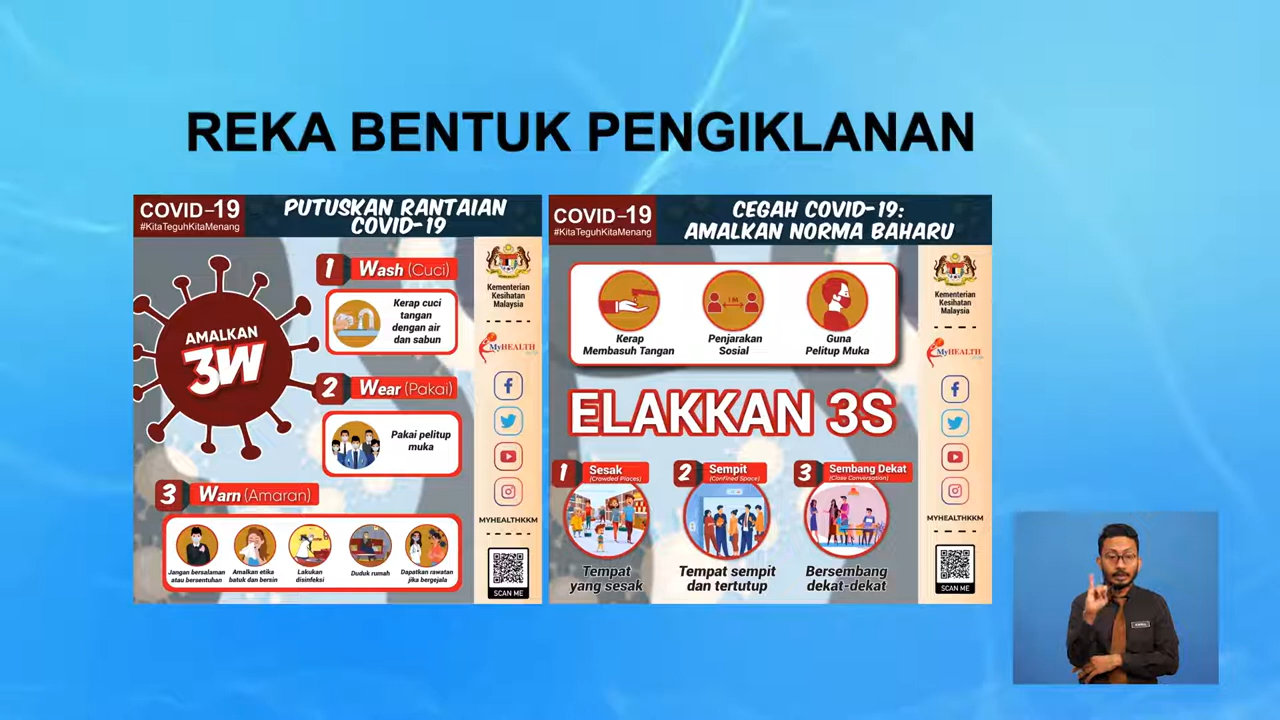 REKA BENTUK PENGIKLANAN
COVID-19
#KitaTeguhKitaMenang
PUTUSKAN RANTAIAN
COVID-19
AMALKAN
3W
1 Wash (Cuci)
Kerap cuci
tangan
dengan air
dan sabun
2 Wear (Pakai)
Pakai pelitup
muka
3 Warn (Amaran)
Jangan bersalaman
atau bersentuhan
Amalkan etika
batuk dan bersin
Lakukan
disinfeksi
Duduk rumah
Dapatkan rawatan
jika bergejala
Kementerian
Kesihatan
Malaysia
MyHEALTH
MYHEALTHKKM
SCAN ME
COVID-19
#KitaTeguhKitaMenang
CEGAH COVID-19:
AMALKAN NORMA BAHARU
1 M
Kerap
Membasuh Tangan
Penjarakan
Sosial
Guna
Pelitup Muka
ELAKKAN 3S
1 Sesak
(Crowded Places)
Tempat
yang sesak
2 Sempit
(Confined Space)
Tempat sempit
dan tertutup
3 Sembang Dekat
(Close Conversation)
Bersembang
dekat-dekat
Kementerian
Kesihatan
Malaysia
MyHEALTH
MYHEALTHKKM
SCAN ME